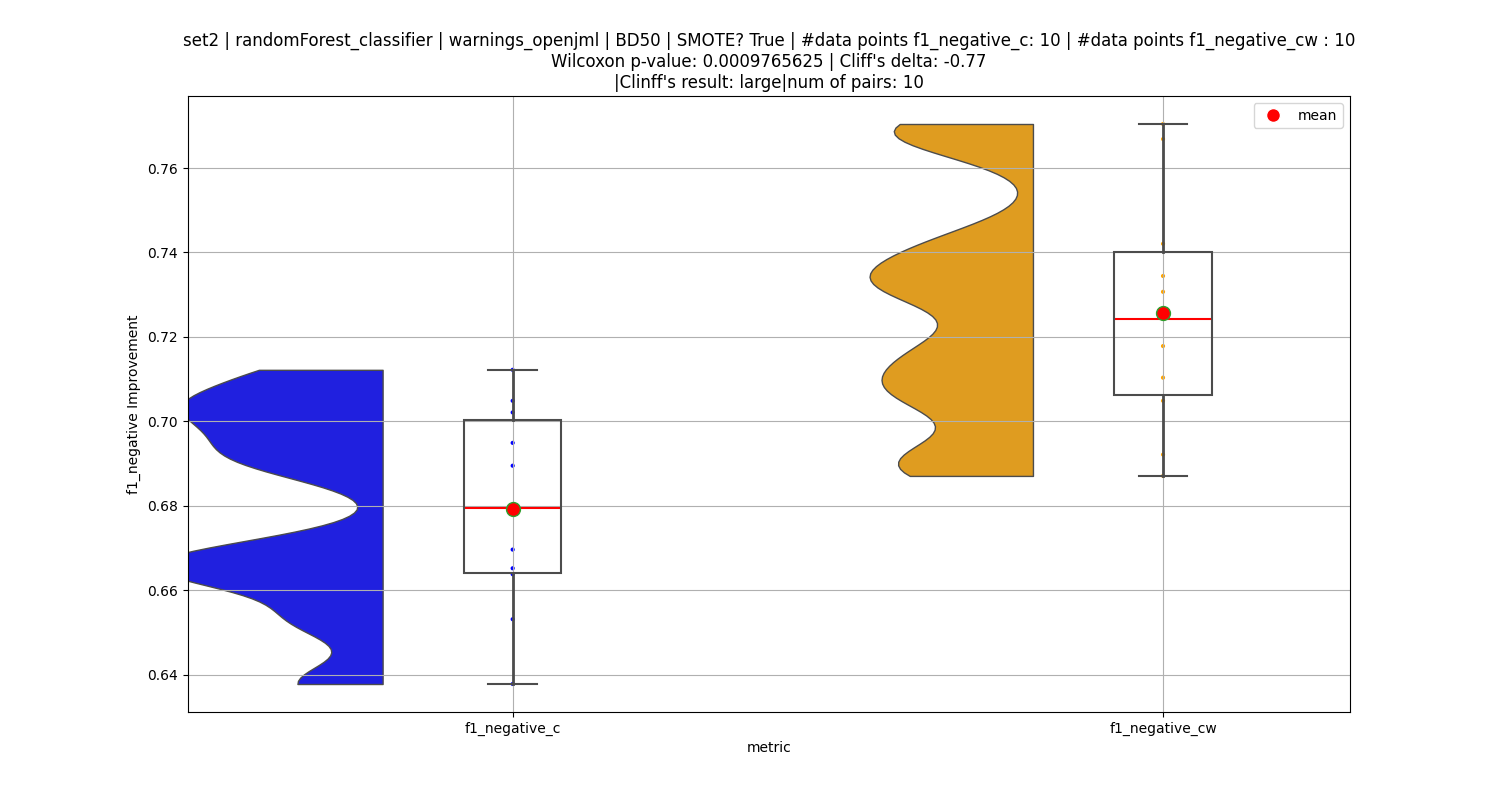 set2 | randomForest_classifier | warnings_openjml | BD50 | SMOTE? True | #data points f1_negative_c: 10 | #data points f1_negative_cw : 10
Wilcoxon p-value: 0.0009765625 | Cliff's delta: -0.77
|Clinff's result: large|num of pairs: 10
mean
0.76
0.74
0.72
0.70
0.68
0.66
0.64
f1_negative Improvement
f1_negative_c
f1_negative_cw
metric